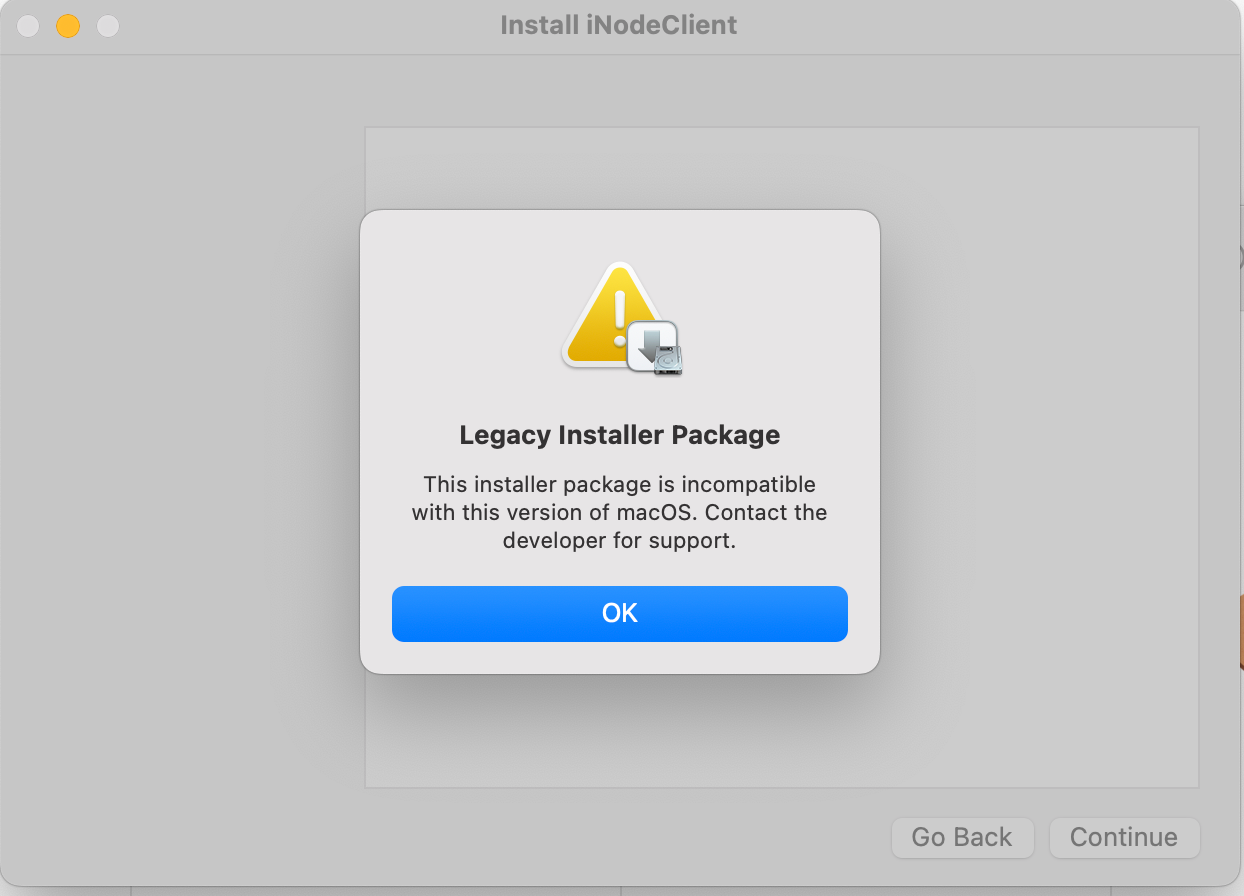 Install iNodeClient
Legacy Installer Package
This installer package is incompatible
with this version of macOS. Contact the
developer for support.
OK
Go Back
Continue